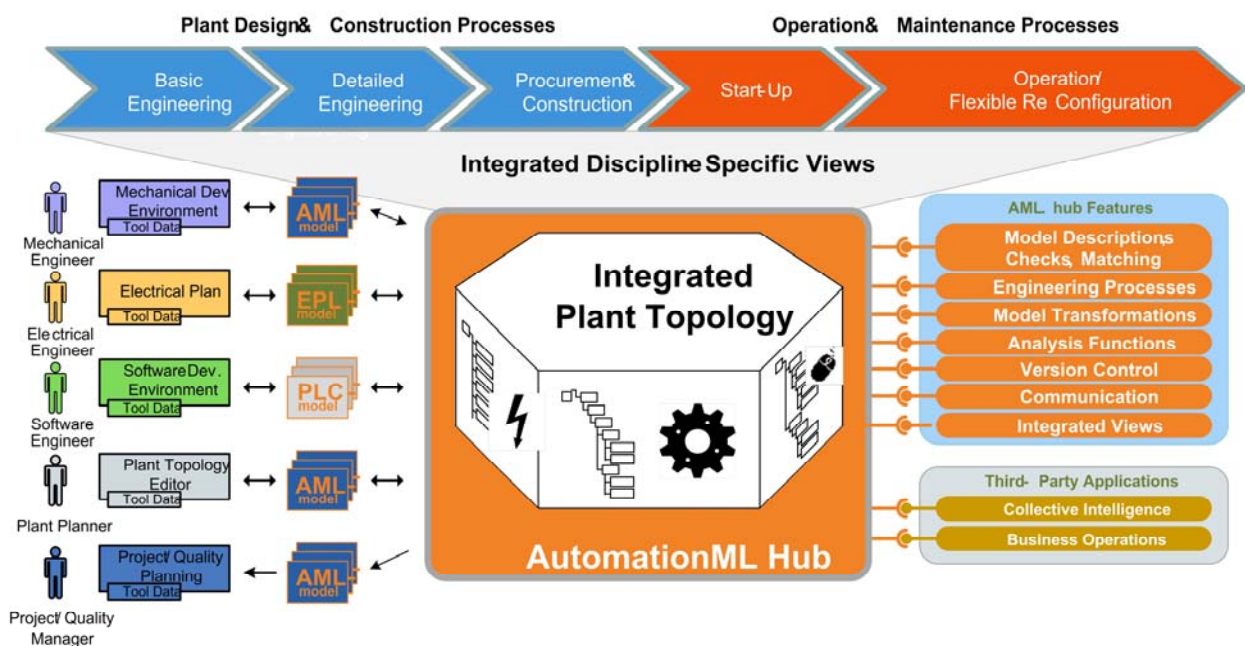 Plant Design& Construction Processes
Operation& Maintenance Processes
Basic
Engineering
Detailed
Engineering
Procurement&
Construction
Start-Up
Operation/
Flexible Re Configuration
Integrated Discipline-Specific Views
Mechanical Dev
Environment
Tool Data
AML
model
Mechanical
Engineer
Electrical Plan
Tool Data
EPL
model
Electrical
Engineer
Software Dev.
Environment
Tool Data
PLC
model
Software
Engineer
Plant Topology
Editor
Tool Data
AML
model
Plant Planner
Project/ Quality
Planning
Tool Data
AML
model
Project/ Quality
Manager
Integrated
Plant Topology
AutomationML Hub
AML. hub Features
Model Descriptions,
Checks, Matching
Engineering Processes
Model Transformations
Analysis Functions
Version Control
Communication
Integrated Views
Third- Party Applications
Collective Intelligence
Business Operations